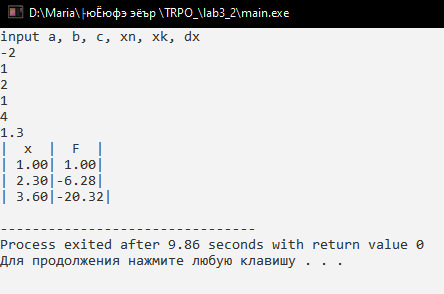 D:\Maria\├юЁюфэ эёър \TRPO_\lab3_2\main.exe
input a, b, c, xn, xk, dx
-2
1
2
1
4
1.3
|  x  |  F  |
| 1.00| 1.00|
| 2.30|-6.28|
| 3.60|-20.32|
--------------------------------
Process exited after 9.86 seconds with return value 0
Для продолжения нажмите любую клавишу . . .